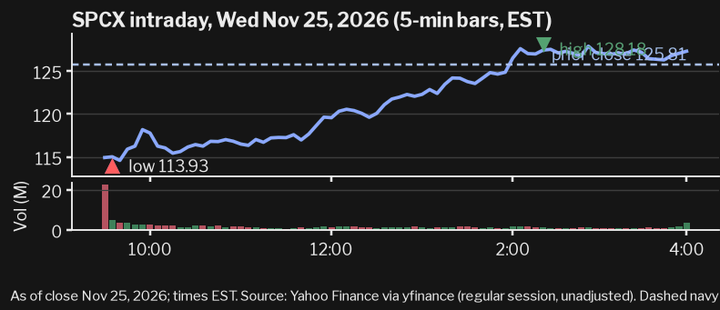 SPCX intraday, Wed Nov 25, 2026 (5-min bars, EST)
high 128.18
prior close 125.81
125
120
115
low 113.93
Vol (M)
20
0
10:00 12:00 2:00 4:00
As of close Nov 25, 2026; times EST. Source: Yahoo Finance via yfinance (regular session, unadjusted). Dashed navy